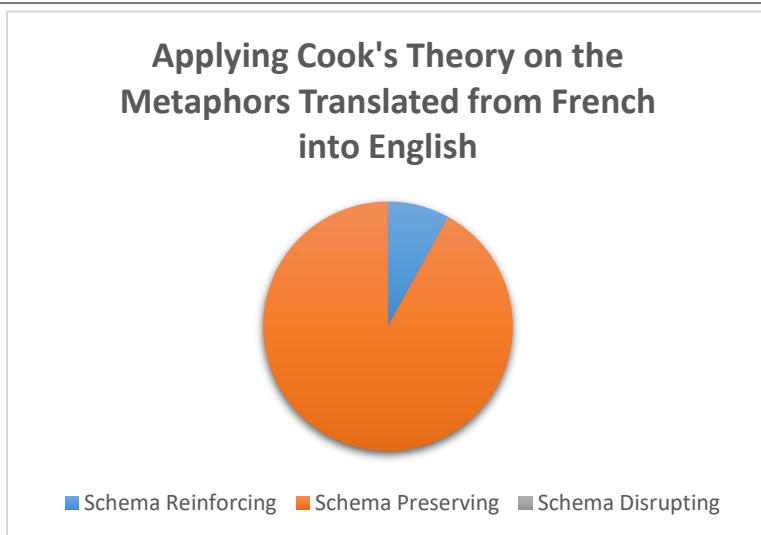 Applying Cook's Theory on the
Metaphors Translated from French
into English
Schema Reinforcing Schema Preserving Schema Disrupting